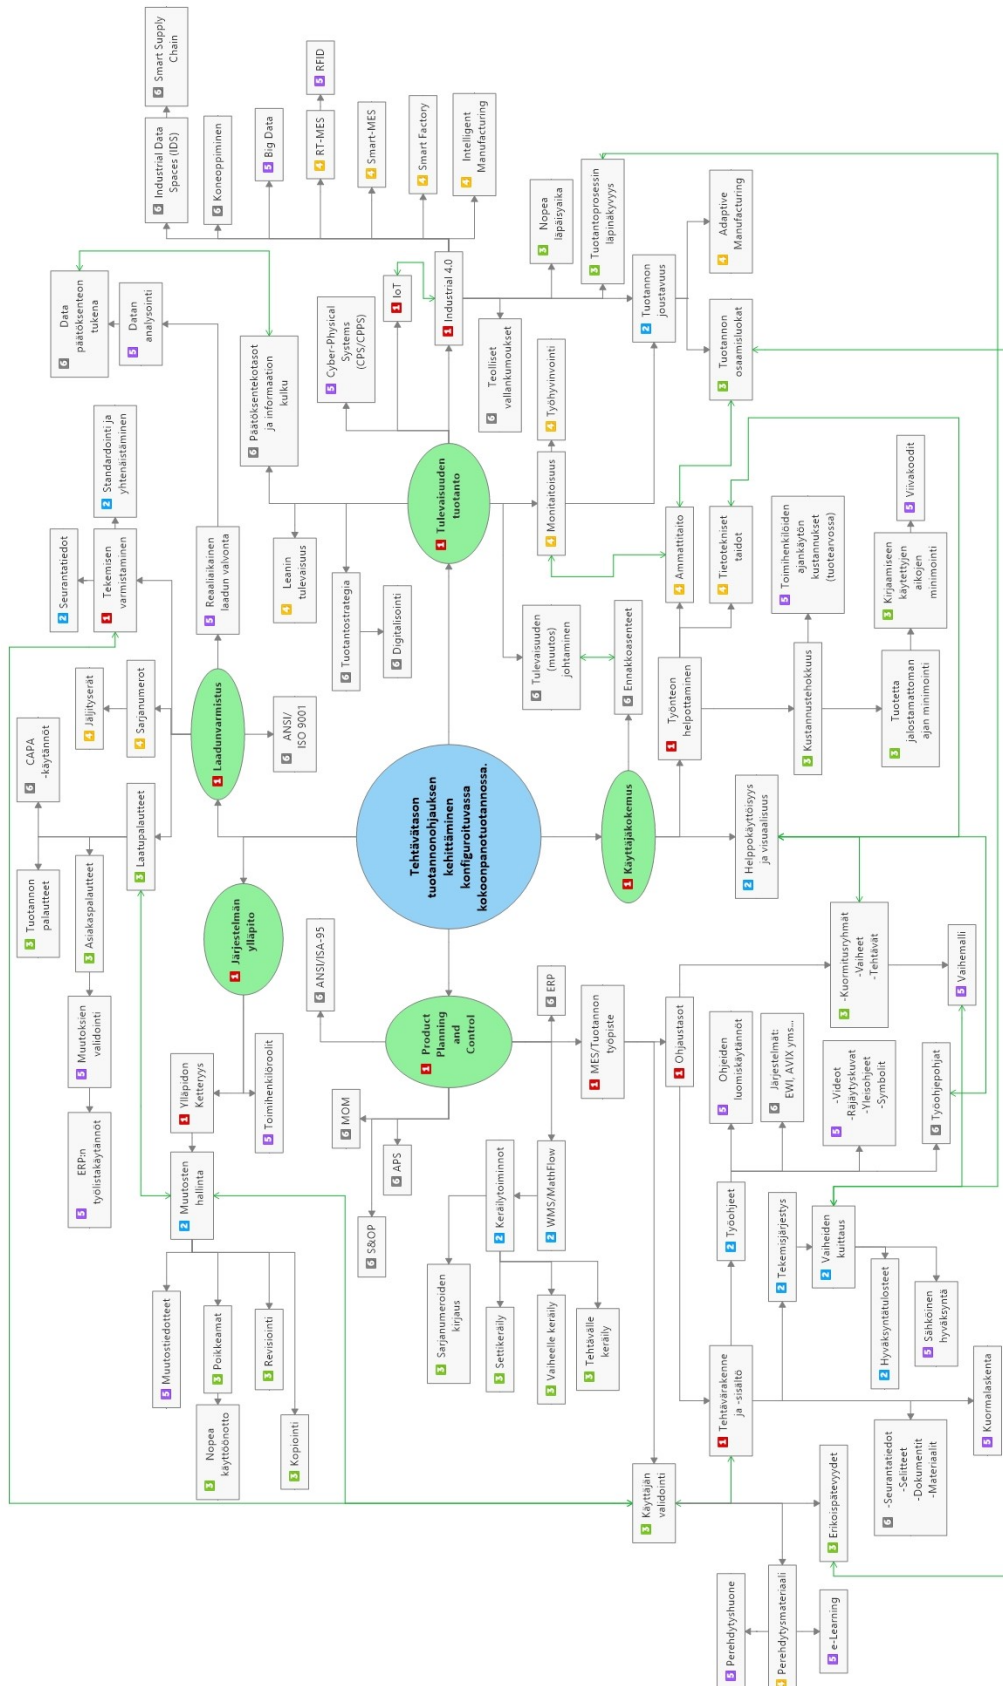 Tehtävätason
tuotannonohjauksen
kehittäminen
konfiguroituvassa
kokoonpanotuotannossa.
1 Laadunvarmistus
6 ANSI/
ISO 9001
5 Reaaliaikainen
laadun valvonta
5 Datan
analysointi
6 Data
päätöksenteon
tukena
1 Tekemisen
varmistaminen
2 Seurantatiedot
2 Standardointi ja
yhtenäistäminen
4 Sarjanumerot
4 Jäljityserät
3 Laatupalautteet
6 CAPA
-käytännöt
3 Tuotannon
palautteet
3 Asiakaspalautteet
5 Muutoksien
validointi
5 ERP:n
työlistakäytännöt
1 Järjestelmän
ylläpito
1 Ylläpidon
Ketteryys
5 Toimihenkilöroolit
2 Muutosten
hallinta
5 Muutostiedotteet
3 Poikkeamat
3 Nopea
käyttöönotto
3 Revisiointi
3 Kopiointi
1 Product
Planning
and
Control
6 ANSI/ISA-95
6 MOM
6 APS
6 S&OP
6 ERP
2 WMS/MathFlow
2 Keräilytoiminnot
3 Sarjanumeroiden
kirjaus
3 Settikeräily
3 Vaiheelle keräily
3 Tehtävälle
keräily
1 MES/Tuotannon
työpiste
1 Ohjaustasot
3 -Kuormitusryhmät
-Vaiheet
-Tehtävät
5 Vaihemalli
3 Käyttäjän
validointi
4 Perehdytysmateriaali
5 Perehdytyshuone
5 e-Learning
3 Erikoispätevyydet
1 Tehtävärakenne
ja -sisältö
2 Työohjeet
5 Ohjeiden
luomiskäytännöt
6 Järjestelmät:
EWI, AVIX yms...
5 -Videot
-Räjäytyskuvat
-Yleisohjeet
-Symbolit
6 Työohjepohjat
2 Tekemisjärjestys
2 Vaiheiden
kuittaus
2 Hyväksyntätulosteet
5 Sähköinen
hyväksyntä
6 -Seurantatiedot
-Selitteet
-Dokumentit
-Materiaalit
5 Kuormalaskenta
1 Tulevaisuuden
tuotanto
6 Päätöksentekotasot
ja informaation
kulku
4 Leanin
tulevaisuus
6 Tuotantostrategia
6 Digitalisointi
5 Cyber-Physical
Systems
(CPS/CPPS)
1 IoT
1 Industrial 4.0
6 Industrial Data
Spaces (IDS)
6 Smart Supply
Chain
6 Koneoppiminen
5 Big Data
4 RT-MES
5 RFID
4 Smart-MES
4 Smart Factory
4 Intelligent
Manufacturing
6 Teolliset
vallankumoukset
3 Nopea
läpäisyaika
3 Tuotantoprosessin
läpinäkyvyys
2 Tuotannon
joustavuus
4 Adaptive
Manufacturing
3 Tuotannon
osaamisluokat
4 Monitaitoisuus
4 Työhyvinvointi
6 Tulevaisuuden
(muutos)
johtaminen
1 Käyttäjäkokemus
6 Ennakkoasenteet
1 Työnteon
helpottaminen
4 Ammattitaito
4 Tietotekniset
taidot
3 Kustannustehokkuus
5 Toimihenkilöiden
ajankäytön
kustannukset
(tuotearvossa)
3 Tuotetta
jalostamattoman
ajan minimointi
3 Kirjaamiseen
käytettyjen
aikojen
minimointi
5 Viivakoodit
2 Helppokäyttöisyys
ja visuaalisuus